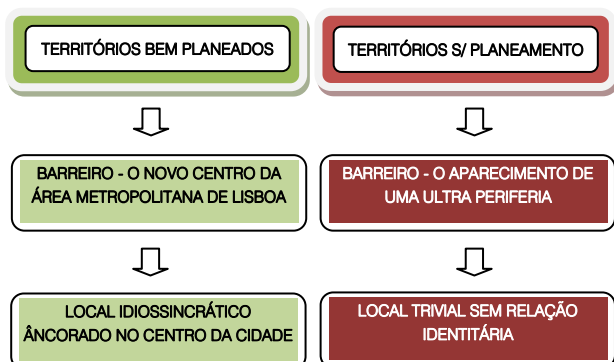 TERRITÓRIOS BEM PLANEADOS
TERRITÓRIOS S/ PLANEAMENTO
BARREIRO - O NOVO CENTRO DA
ÁREA METROPOLITANA DE LISBOA
BARREIRO - O APARECIMENTO DE
UMA ULTRA PERIFERIA
LOCAL IDIOSSINCRÁTICO
ÂNCORADO NO CENTRO DA CIDADE
LOCAL TRIVIAL SEM RELAÇÃO
IDENTITÁRIA